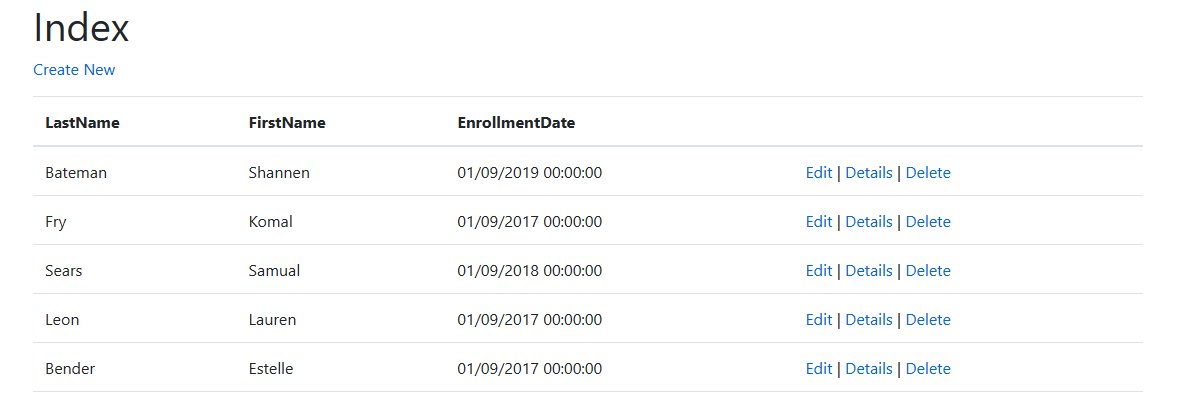 Index
Create New
LastName FirstName EnrollmentDate
Bateman Shannen 01/09/2019 00:00:00 Edit | Details | Delete
Fry Komal 01/09/2017 00:00:00 Edit | Details | Delete
Sears Samual 01/09/2018 00:00:00 Edit | Details | Delete
Leon Lauren 01/09/2017 00:00:00 Edit | Details | Delete
Bender Estelle 01/09/2017 00:00:00 Edit | Details | Delete